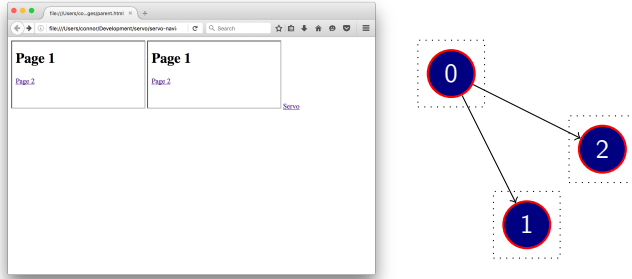 file:///Users/co...ges/parent.html
file:///Users/connor/Development/servo/servo-navi
Search
Page 1
Page 2
Page 1
Page 2
Servo
0
2
1